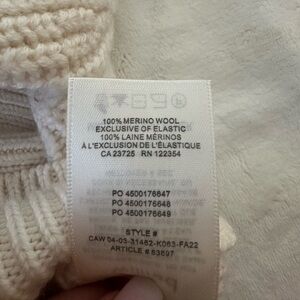 100% MERINO WOOL
EXCLUSIVE OF ELASTIC
100% LAINE MÉRINOS
À L'EXCLUSION DE L'ÉLASTIQUE
CA 23725 RN 122354
PO 4500176647
PO 4500176648
PO 4500176649
STYLE #
CAW 04-03-31462-K063-FA22
ARTICLE # 83697